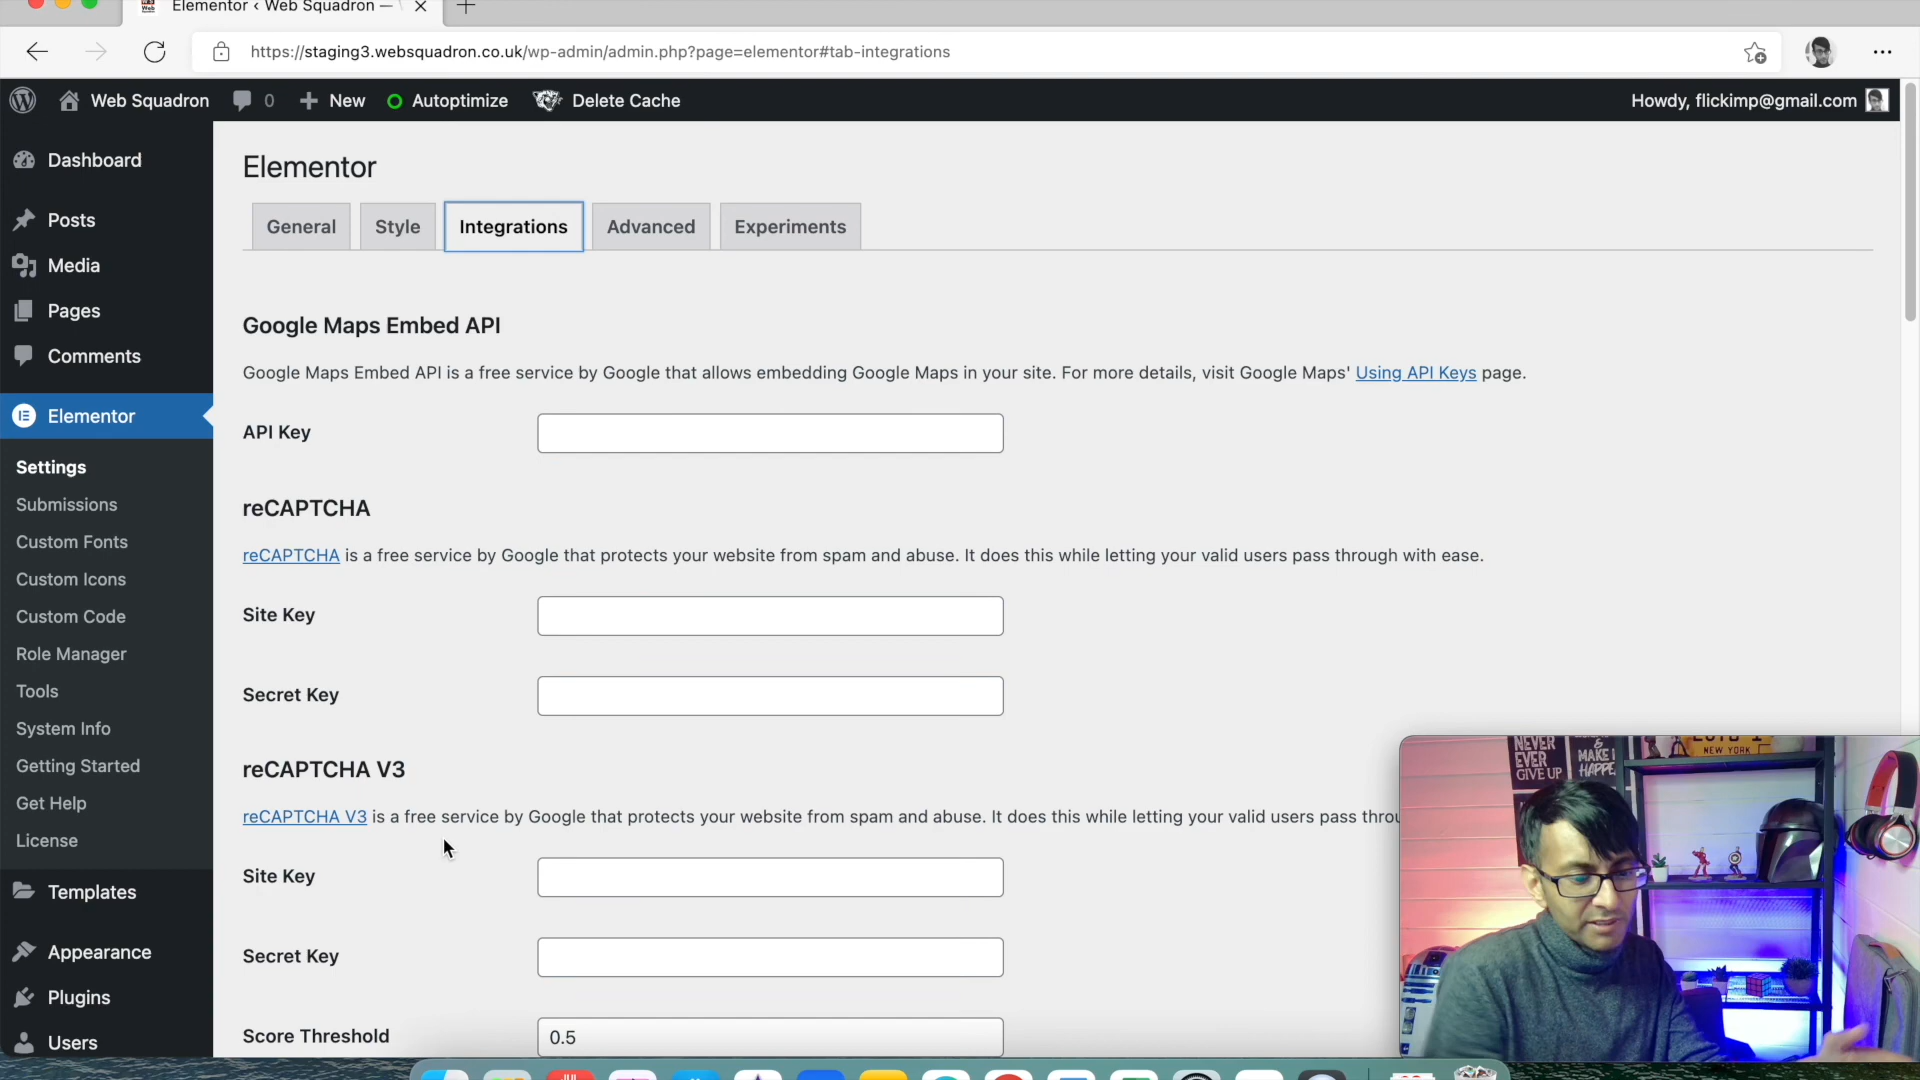 Elementor ‹ Web Squadron —
https://staging3.websquadron.co.uk/wp-admin/admin.php?page=elementor#tab-integrations
Web Squadron 0 New Autoptimize Delete Cache Howdy, flickimp@gmail.com
Dashboard
Posts
Media
Pages
Comments
Elementor
Settings
Submissions
Custom Fonts
Custom Icons
Custom Code
Role Manager
Tools
System Info
Getting Started
Get Help
License
Templates
Appearance
Plugins
Users
Elementor
General Style Integrations Advanced Experiments
Google Maps Embed API
Google Maps Embed API is a free service by Google that allows embedding Google Maps in your site. For more details, visit Google Maps' Using API Keys page.
API Key
reCAPTCHA
reCAPTCHA is a free service by Google that protects your website from spam and abuse. It does this while letting your valid users pass through with ease.
Site Key
Secret Key
reCAPTCHA V3
reCAPTCHA V3 is a free service by Google that protects your website from spam and abuse. It does this while letting your valid users pass throu
Site Key
Secret Key
Score Threshold 0.5
NEVER
EVER
GIVE UP
&
MAKE I
HAPPE
NEW YORK